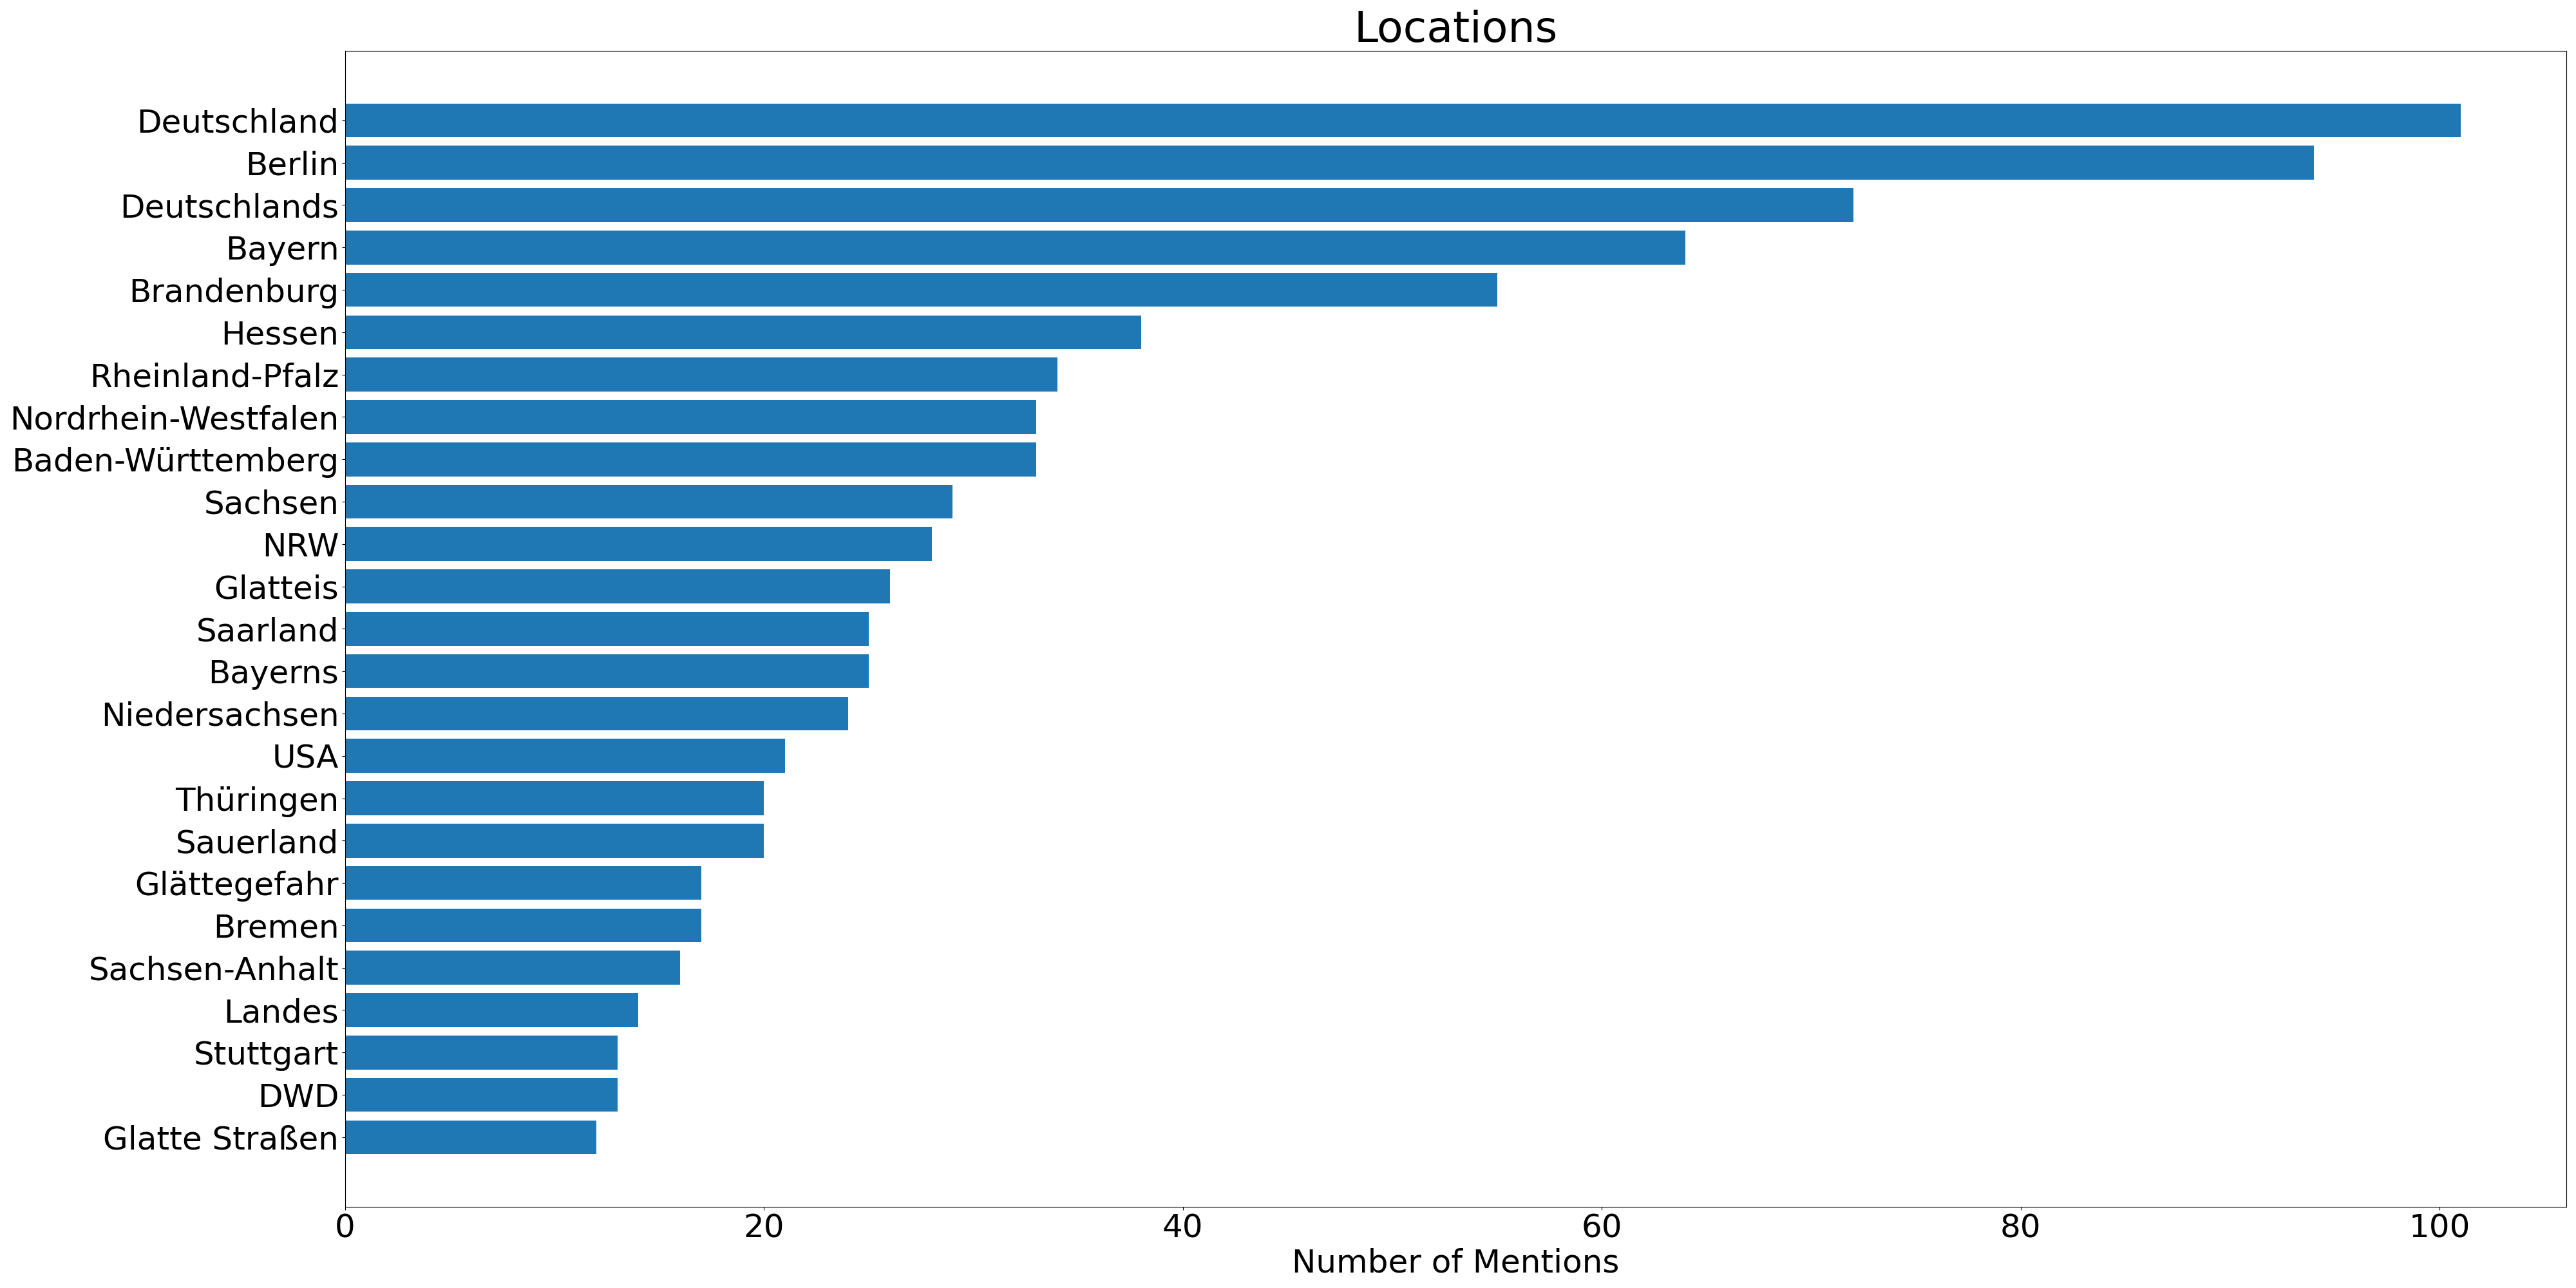 Locations
Deutschland
Berlin
Deutschlands
Bayern
Brandenburg
Hessen
Rheinland-Pfalz
Nordrhein-Westfalen
Baden-Württemberg
Sachsen
NRW
Glatteis
Saarland
Bayerns
Niedersachsen
USA
Thüringen
Sauerland
Glättegefahr
Bremen
Sachsen-Anhalt
Landes
Stuttgart
DWD
Glatte Straßen
0 20 40 60 80 100
Number of Mentions